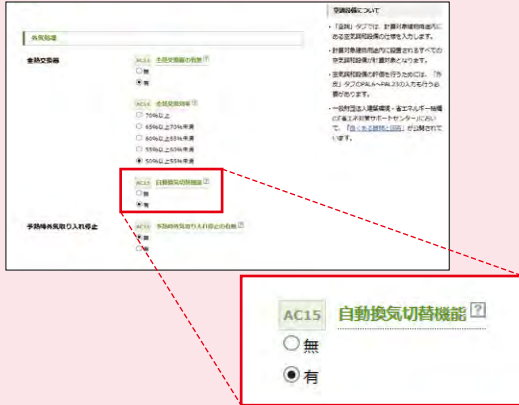 外気処理
全熱交換器
AC13 全熱交換器の有無 ?
無
有
AC14 全熱交換効率 ?
70%以上
65%以上70%未満
60%以上65%未満
55%以上60%未満
50%以上55%未満
AC15 自動換気切替機能 ?
無
有
予熱時外気取り入れ停止
予熱時外気取り入れ停止の有無 ?
無
有
空調設備について
・「空調」タブでは、計算対象建物用途内に
ある空気調和設備の仕様を入力します。
・計算対象建物用途内に設置されるすべての
空気調和設備が計算対象となります。
・空気調和設備の評価を行うためには、「外
皮」タブのPAL4～PAL23の入力も行う必
要があります。
・一般財団法人建築環境・省エネルギー機構
の「省エネ対策サポートセンター」におい
て、「良くある質問と回答」が公開されて
います。
AC15 自動換気切替機能 ?
無
有